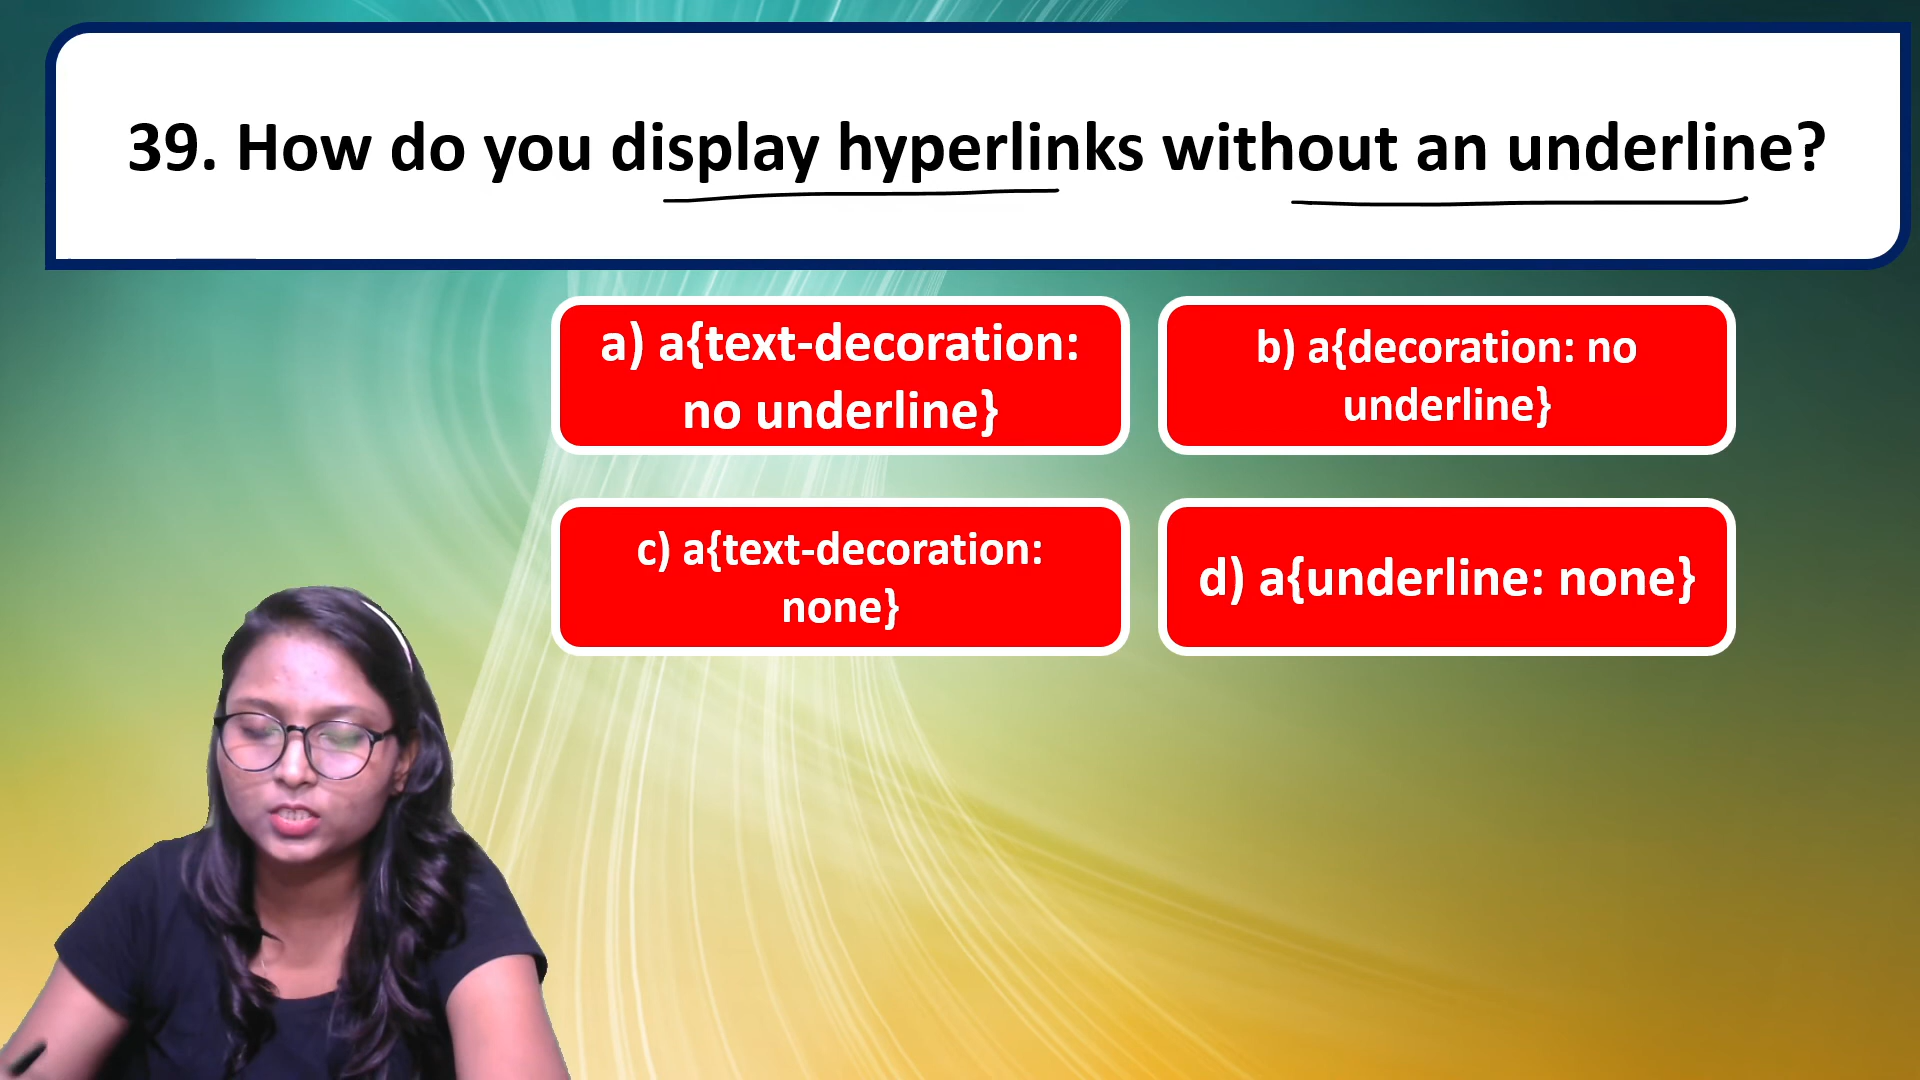 39. How do you display hyperlinks without an underline?
a) a{text-decoration:
no underline}
b) a{decoration: no
underline}
c) a{text-decoration:
none}
d) a{underline: none}